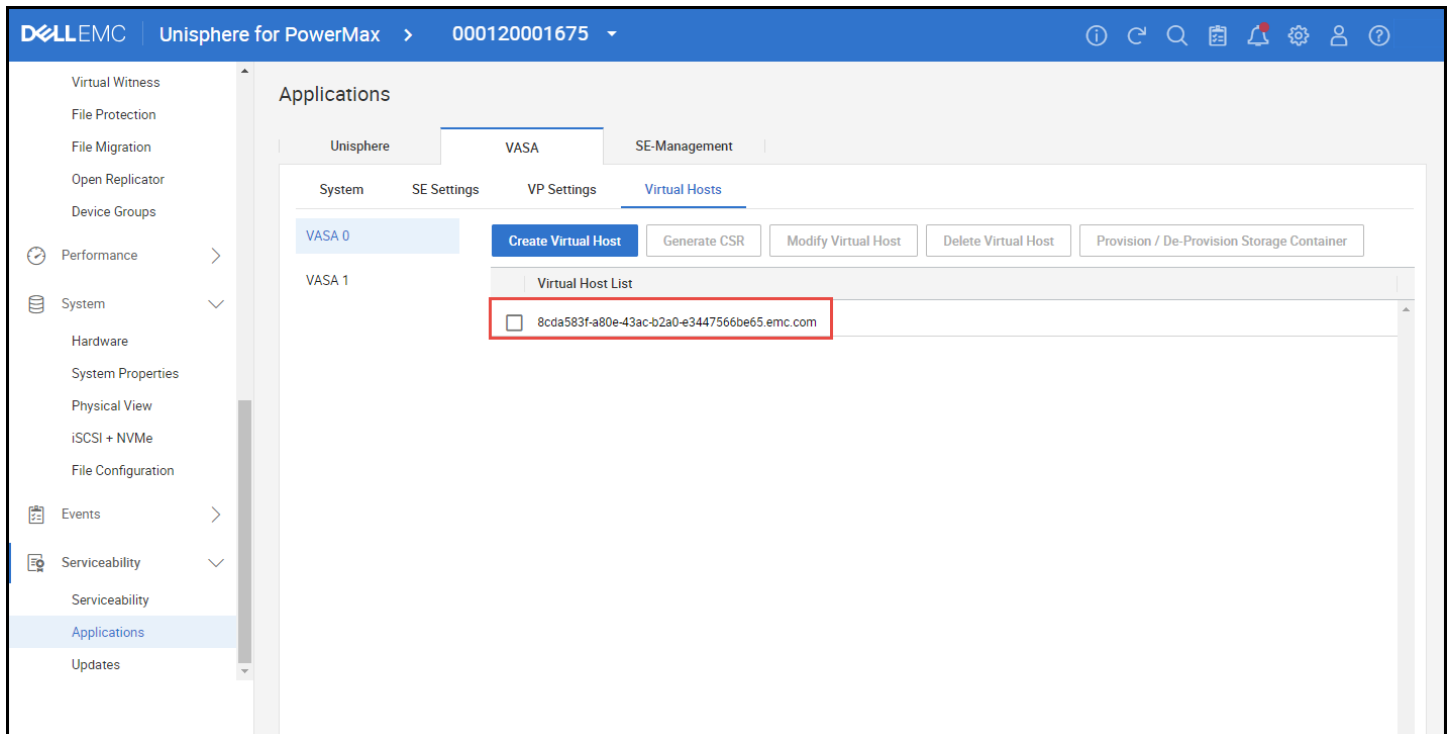 DELLEMC Unisphere for PowerMax > 000120001675
Virtual Witness
File Protection
File Migration
Open Replicator
Device Groups
Performance
System
Hardware
System Properties
Physical View
iSCSI + NVMe
File Configuration
Events
Serviceability
Serviceability
Applications
Updates
Applications
Unisphere VASA SE-Management
System SE Settings VP Settings Virtual Hosts
VASA 0
VASA 1
Create Virtual Host Generate CSR Modify Virtual Host Delete Virtual Host Provision / De-Provision Storage Container
Virtual Host List
8cda583f-a80e-43ac-b2a0-e3447566be65.emc.com